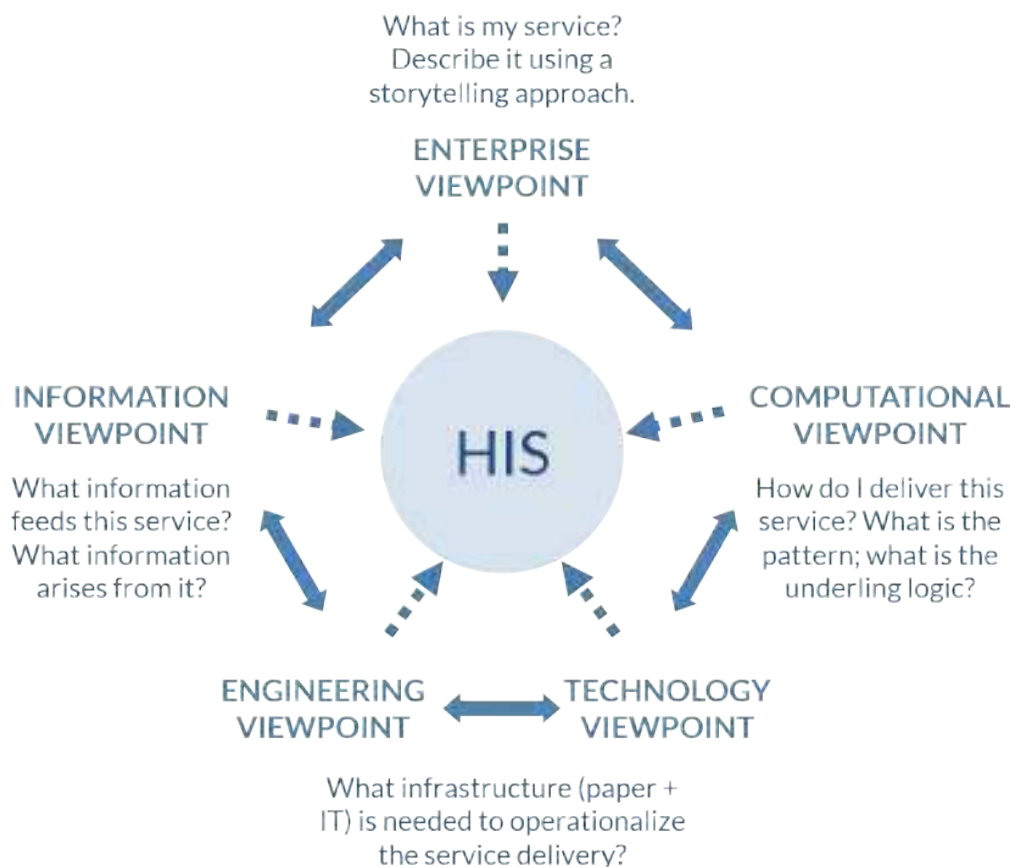 What is my service?
Describe it using a
storytelling approach.
ENTERPRISE
VIEWPOINT
INFORMATION
VIEWPOINT
What information
feeds this service?
What information
arises from it?
HIS
COMPUTATIONAL
VIEWPOINT
How do I deliver this
service? What is the
pattern; what is the
underling logic?
ENGINEERING
VIEWPOINT
TECHNOLOGY
VIEWPOINT
What infrastructure (paper +
IT) is needed to operationalize
the service delivery?